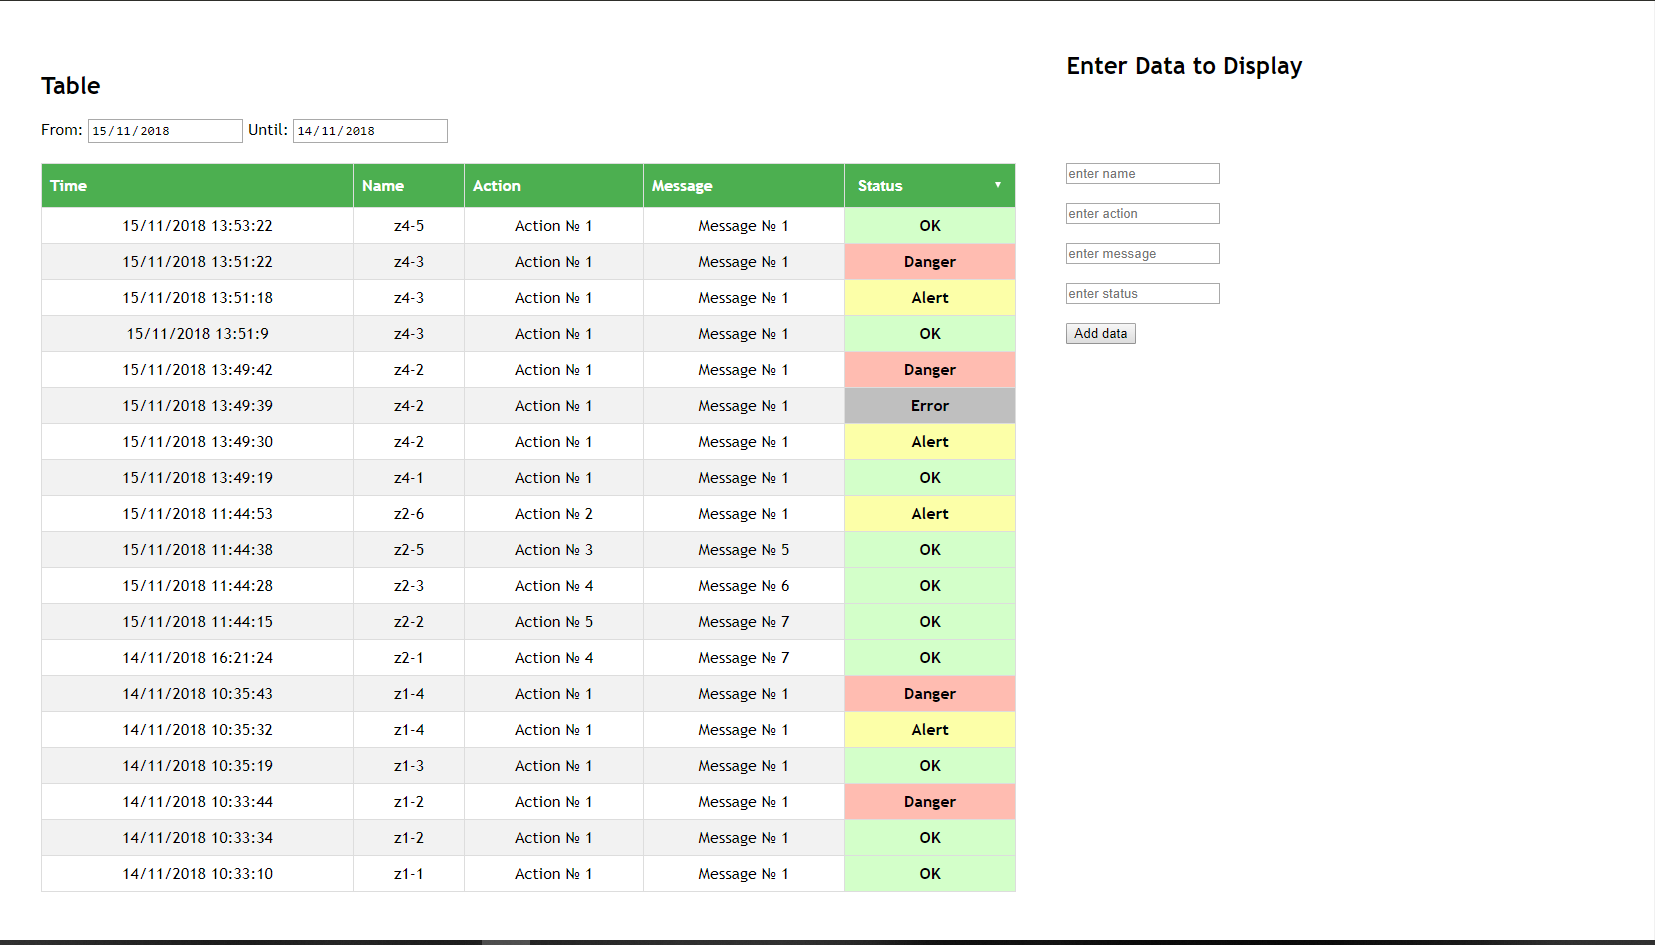 Table
From: 15/11/2018 Until: 14/11/2018
Time Name Action Message Status ▼
15/11/2018 13:53:22 z4-5 Action № 1 Message № 1 OK
15/11/2018 13:51:22 z4-3 Action № 1 Message № 1 Danger
15/11/2018 13:51:18 z4-3 Action № 1 Message № 1 Alert
15/11/2018 13:51:9 z4-3 Action № 1 Message № 1 OK
15/11/2018 13:49:42 z4-2 Action № 1 Message № 1 Danger
15/11/2018 13:49:39 z4-2 Action № 1 Message № 1 Error
15/11/2018 13:49:30 z4-2 Action № 1 Message № 1 Alert
15/11/2018 13:49:19 z4-1 Action № 1 Message № 1 OK
15/11/2018 11:44:53 z2-6 Action № 2 Message № 1 Alert
15/11/2018 11:44:38 z2-5 Action № 3 Message № 5 OK
15/11/2018 11:44:28 z2-3 Action № 4 Message № 6 OK
15/11/2018 11:44:15 z2-2 Action № 5 Message № 7 OK
14/11/2018 16:21:24 z2-1 Action № 4 Message № 7 OK
14/11/2018 10:35:43 z1-4 Action № 1 Message № 1 Danger
14/11/2018 10:35:32 z1-4 Action № 1 Message № 1 Alert
14/11/2018 10:35:19 z1-3 Action № 1 Message № 1 OK
14/11/2018 10:33:44 z1-2 Action № 1 Message № 1 Danger
14/11/2018 10:33:34 z1-2 Action № 1 Message № 1 OK
14/11/2018 10:33:10 z1-1 Action № 1 Message № 1 OK
Enter Data to Display
enter name
enter action
enter message
enter status
Add data